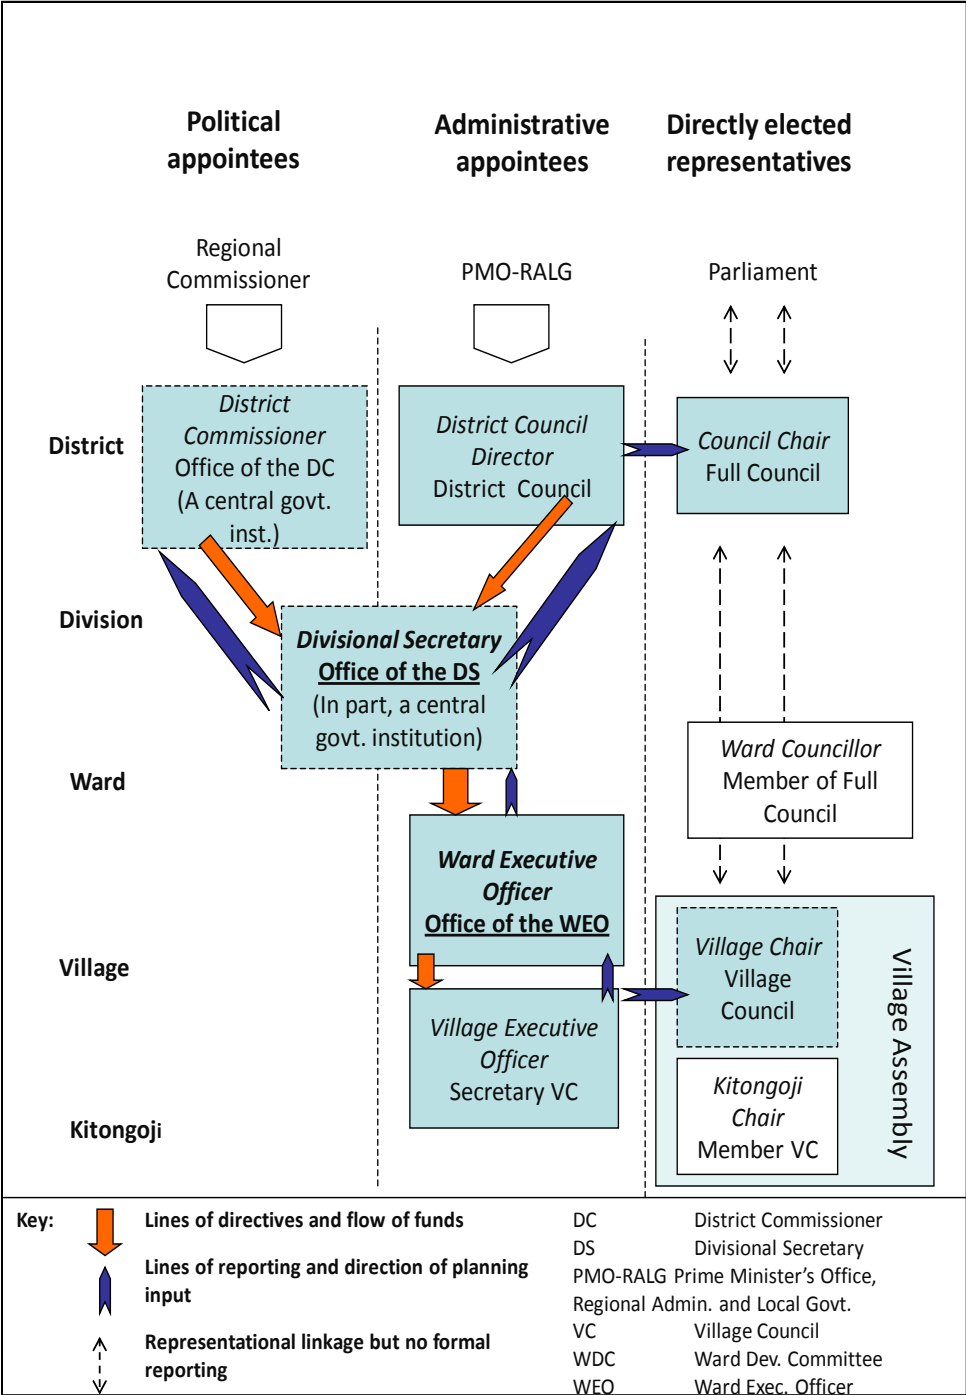 Political
appointees
Administrative
appointees
Directly elected
representatives
Regional
Commissioner
PMO-RALG
Parliament
District
District
Commissioner
Office of the DC
(A central govt.
inst.)
District Council
Director
District Council
Council Chair
Full Council
Division
Divisional Secretary
Office of the DS
(In part, a central
govt. institution)
Ward
Ward Councillor
Member of Full
Council
Ward Executive
Officer
Office of the WEO
Village
Village Chair
Village
Council
Village Assembly
Village Executive
Officer
Secretary VC
Kitongoji
Kitongoji
Chair
Member VC
Key:
Lines of directives and flow of funds
Lines of reporting and direction of planning
input
Representational linkage but no formal
reporting
DC District Commissioner
DS Divisional Secretary
PMO-RALG Prime Minister’s Office,
Regional Admin. and Local Govt.
VC Village Council
WDC Ward Dev. Committee
WEO Ward Exec. Officer